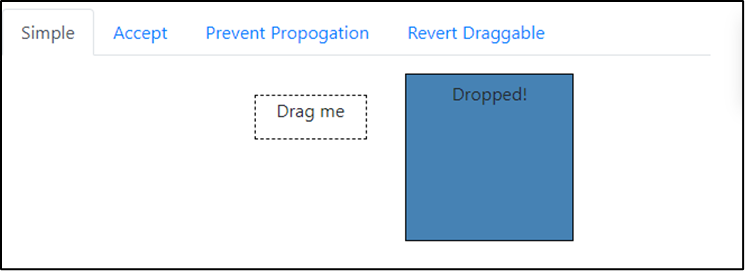 Simple Accept Prevent Propogation Revert Draggable
Drag me Dropped!